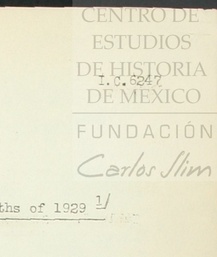 CENTRO DE
ESTUDIOS
DE HISTORIA
I.C.6247
DE MÉXICO
FUNDACIÓN
Carlos Slim
ths of 1929 1/